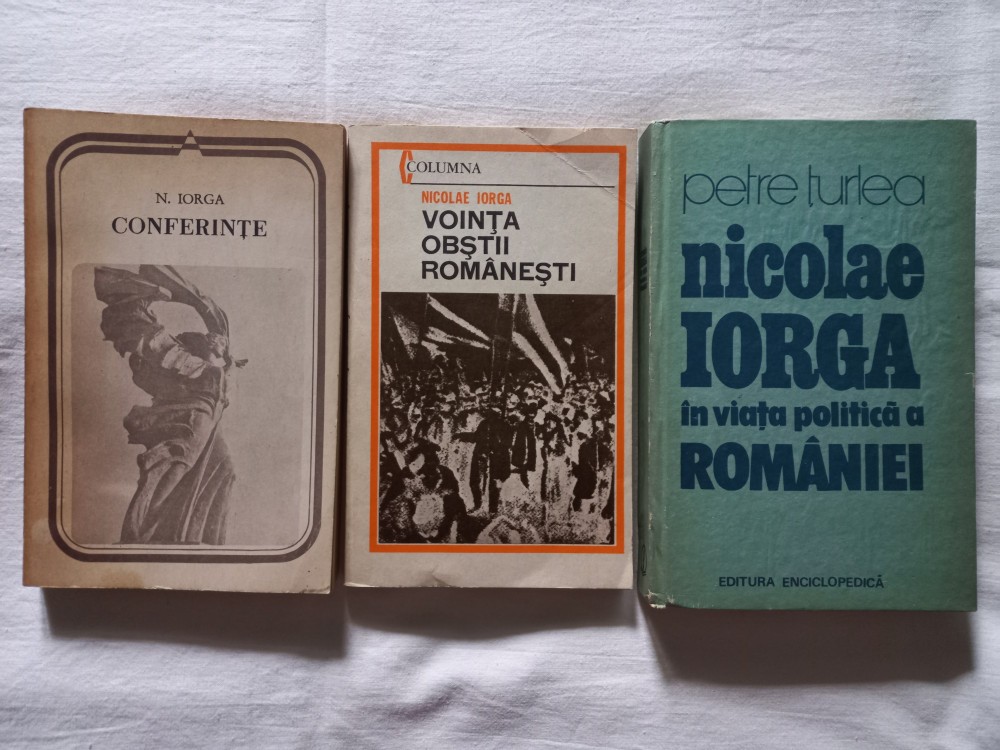 N. IORGA
CONFERINȚE
COLUMNA
NICOLAE IORGA
VOINȚA
OBȘTII
ROMÂNEȘTI
petre țurlea
nicolae
IORGA
în viața politică a
ROMÂNIEI
EDITURA ENCICLOPEDICĂ